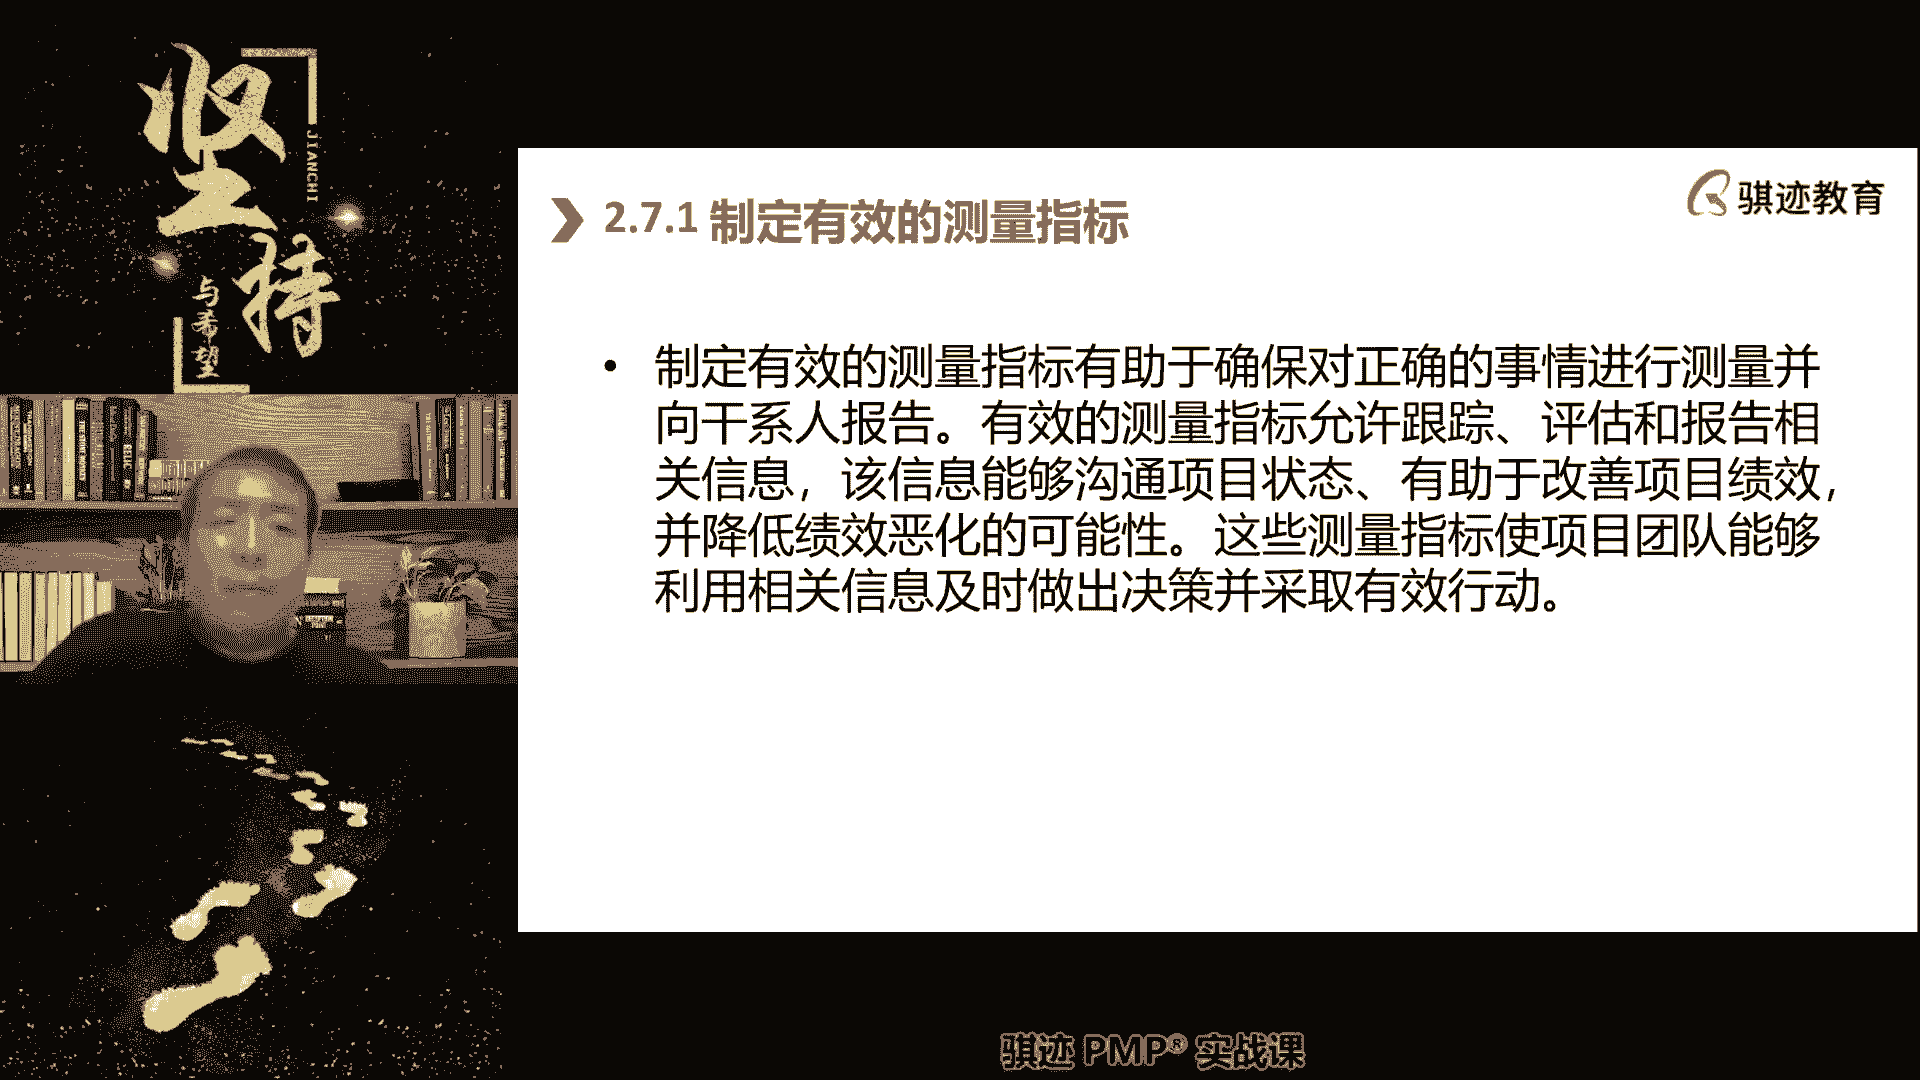 坚持
JIANCHI
与希望
骐迹教育
2.7.1 制定有效的测量指标
• 制定有效的测量指标有助于确保对正确的事情进行测量并
向干系人报告。有效的测量指标允许跟踪、评估和报告相
关信息，该信息能够沟通项目状态、有助于改善项目绩效，
并降低绩效恶化的可能性。这些测量指标使项目团队能够
利用相关信息及时做出决策并采取有效行动。
骐迹 PMP® 实战课